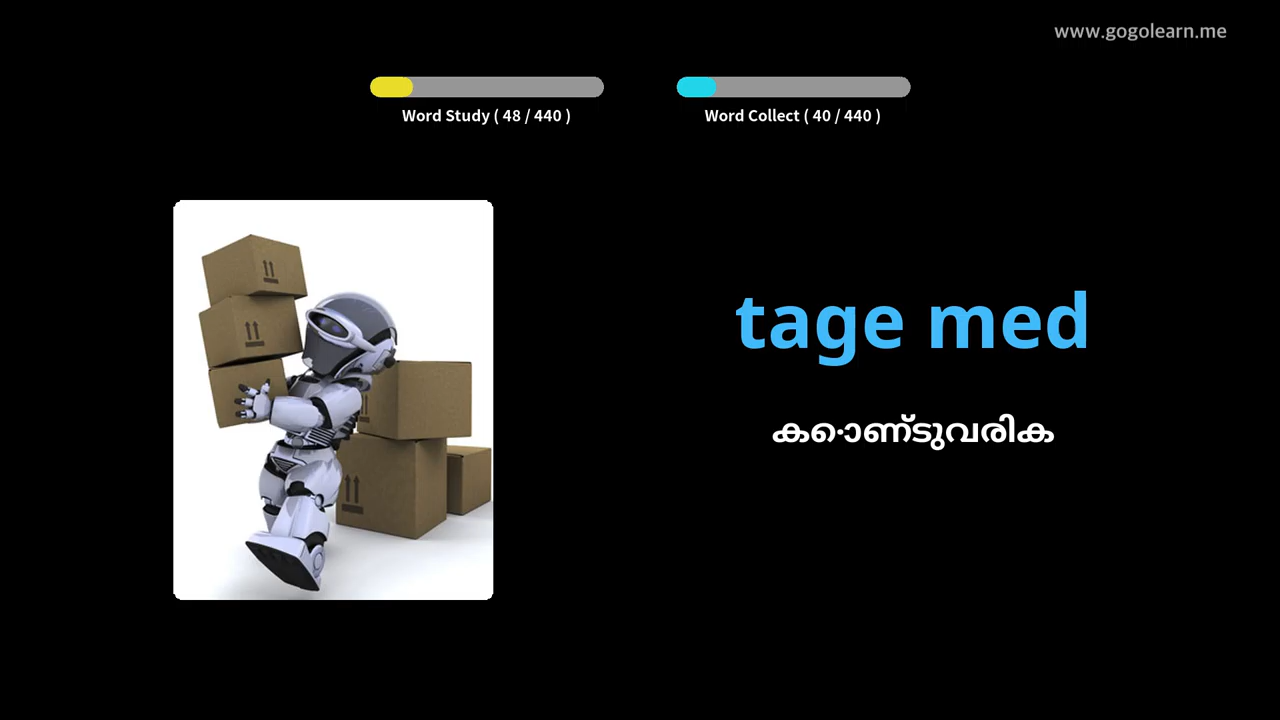 www.gogolearn.me
Word Study ( 48 / 440 )
Word Collect ( 40 / 440 )
tage med
കൊണ്ടുവരിക